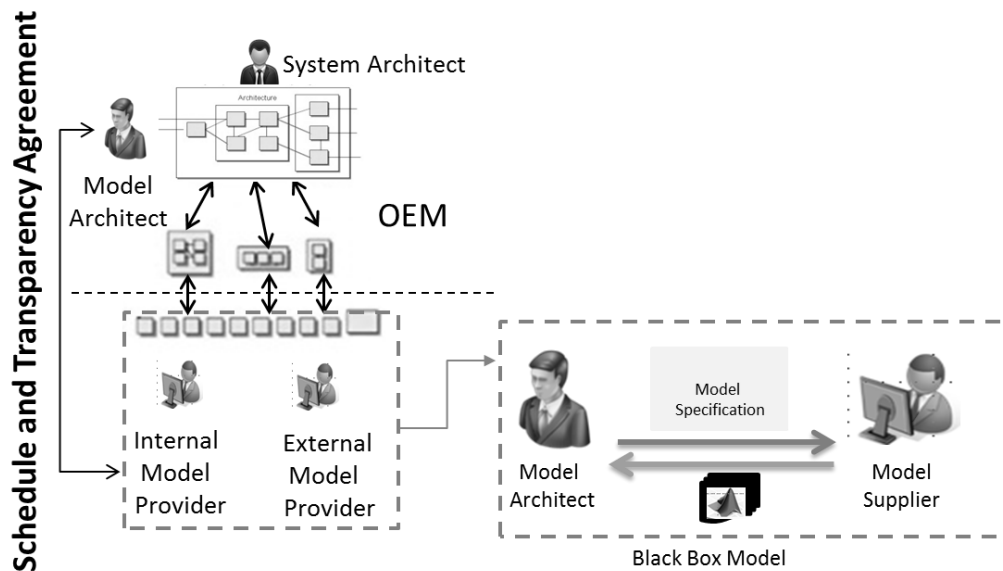 Schedule and Transparency Agreement
System Architect
Architecture
Model
Architect
OEM
Internal
Model
Provider
External
Model
Provider
Model
Specification
Model
Architect
Model
Supplier
Black Box Model